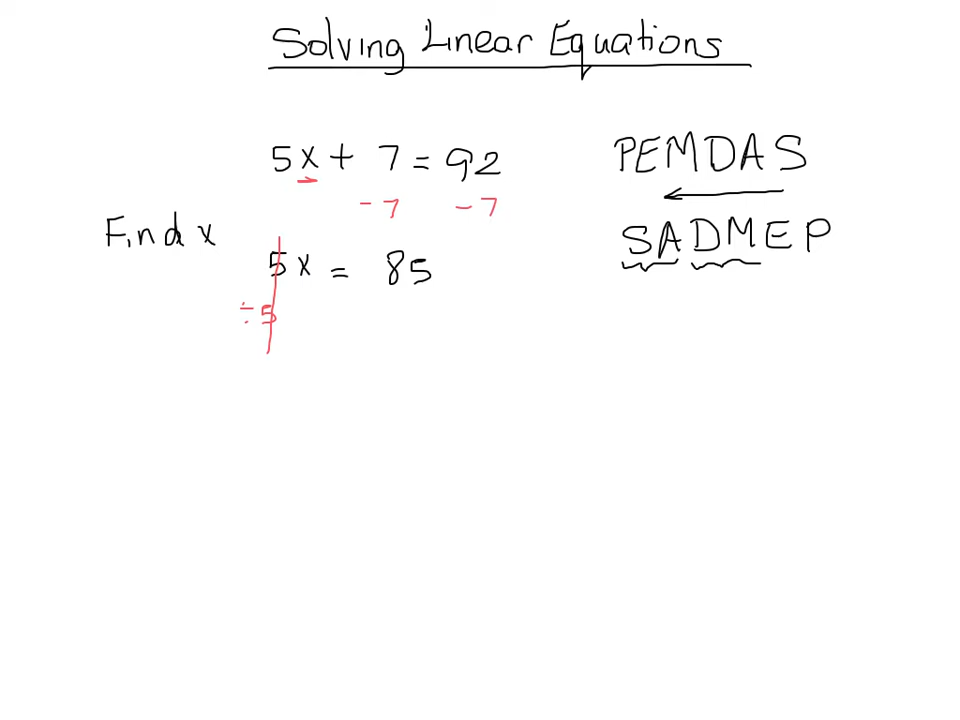 Solving Linear Equations
5x + 7 = 92 PEMDAS
-7 -7
Find x SADMEP
5x = 85
÷5